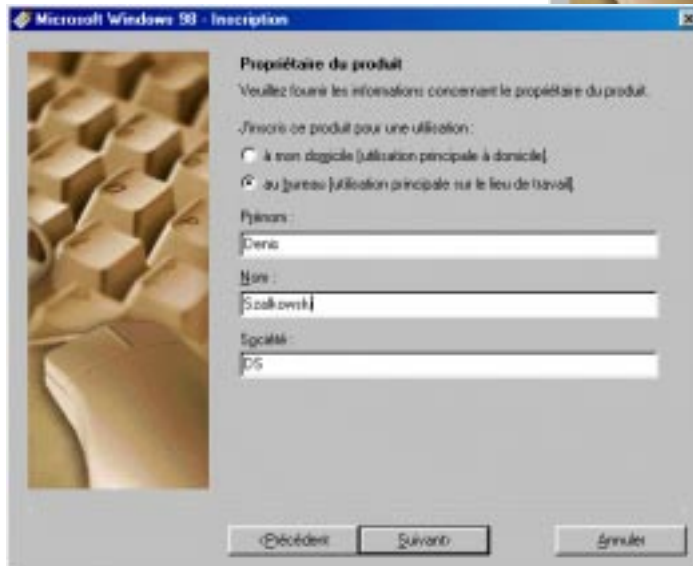 Microsoft Windows 98 - Inscription
Propriétaire du produit
Veuillez fournir les informations concernant le propriétaire du produit.
J'inscris ce produit pour une utilisation :
à mon domicile [utilisation principale à domicile].
au bureau [utilisation principale sur le lieu de travail].
Prénom :
Denis
Nom :
Szalkowski
Société :
DS
<Précédent Suivant> Annuler